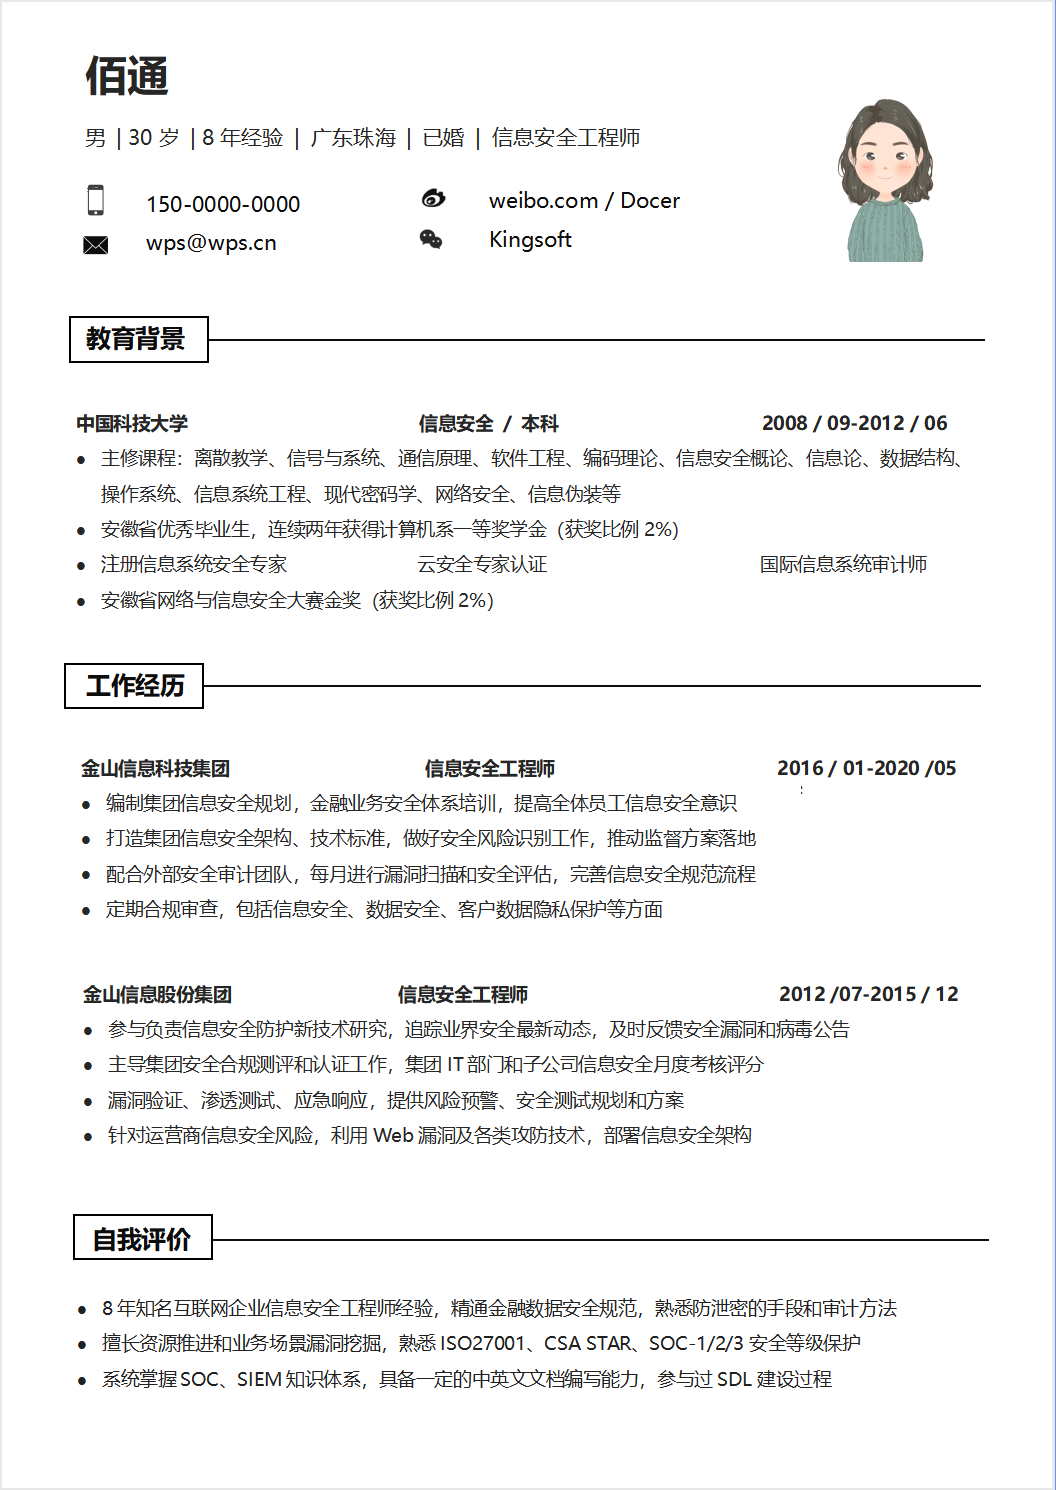 佰通
男 | 30 岁 | 8 年经验 | 广东珠海 | 已婚 | 信息安全工程师
150-0000-0000 weibo.com / Docer
wps@wps.cn Kingsoft
教育背景
中国科技大学 信息安全 / 本科 2008 / 09-2012 / 06
● 主修课程：离散教学、信号与系统、通信原理、软件工程、编码理论、信息安全概论、信息论、数据结构、
操作系统、信息系统工程、现代密码学、网络安全、信息伪装等
● 安徽省优秀毕业生，连续两年获得计算机系一等奖学金（获奖比例 2%）
● 注册信息系统安全专家 云安全专家认证 国际信息系统审计师
● 安徽省网络与信息安全大赛金奖（获奖比例 2%）
工作经历
金山信息科技集团 信息安全工程师 2016 / 01-2020 /05
● 编制集团信息安全规划，金融业务安全体系培训，提高全体员工信息安全意识
● 打造集团信息安全架构、技术标准，做好安全风险识别工作，推动监督方案落地
● 配合外部安全审计团队，每月进行漏洞扫描和安全评估，完善信息安全规范流程
● 定期合规审查，包括信息安全、数据安全、客户数据隐私保护等方面
金山信息股份集团 信息安全工程师 2012 /07-2015 / 12
● 参与负责信息安全防护新技术研究，追踪业界安全最新动态，及时反馈安全漏洞和病毒公告
● 主导集团安全合规测评和认证工作，集团 IT 部门和子公司信息安全月度考核评分
● 漏洞验证、渗透测试、应急响应，提供风险预警、安全测试规划和方案
● 针对运营商信息安全风险，利用 Web 漏洞及各类攻防技术，部署信息安全架构
自我评价
● 8 年知名互联网企业信息安全工程师经验，精通金融数据安全规范，熟悉防泄密的手段和审计方法
● 擅长资源推进和业务场景漏洞挖掘，熟悉 ISO27001、CSA STAR、SOC-1/2/3 安全等级保护
● 系统掌握 SOC、SIEM 知识体系，具备一定的中英文文档编写能力，参与过 SDL 建设过程